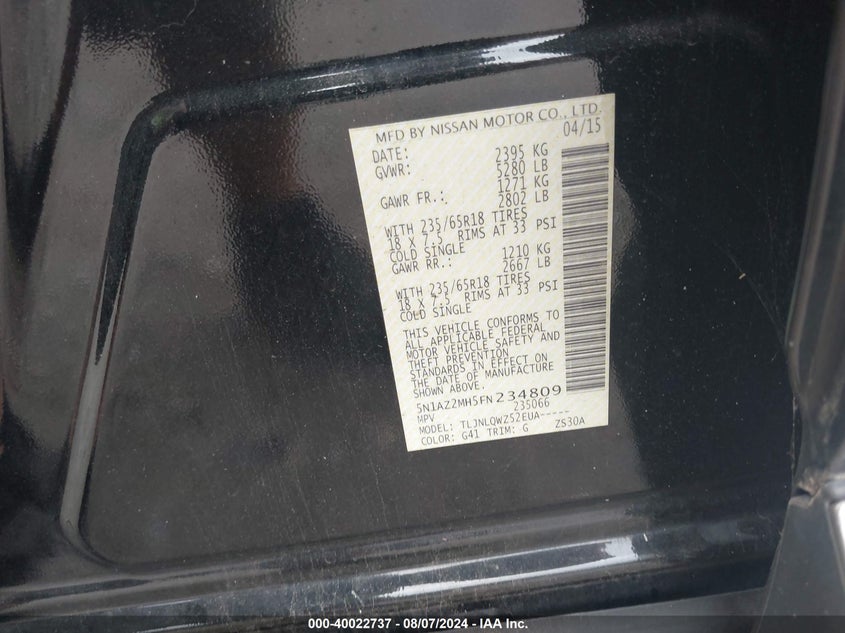 MFD BY NISSAN MOTOR CO., LTD.
DATE: 04/15
GVWR: 2395 KG
5280 LB
GAWR FR.: 1271 KG
2802 LB
WITH 235/65R18 TIRES
18 X 7.5 RIMS AT 33 PSI
COLD SINGLE
GAWR RR.: 1210 KG
2667 LB
WITH 235/65R18 TIRES
18 X 7.5 RIMS AT 33 PSI
COLD SINGLE
THIS VEHICLE CONFORMS TO
ALL APPLICABLE FEDERAL
MOTOR VEHICLE SAFETY AND
THEFT PREVENTION
STANDARDS IN EFFECT ON
THE DATE OF MANUFACTURE
SHOWN ABOVE.
5N1AZ2MH5FN234809
MPV 235066
MODEL: TLJNLQWZ52EUA-----
COLOR: G41 TRIM: G ZS30A
000-40022737 - 08/07/2024 - IAA Inc.